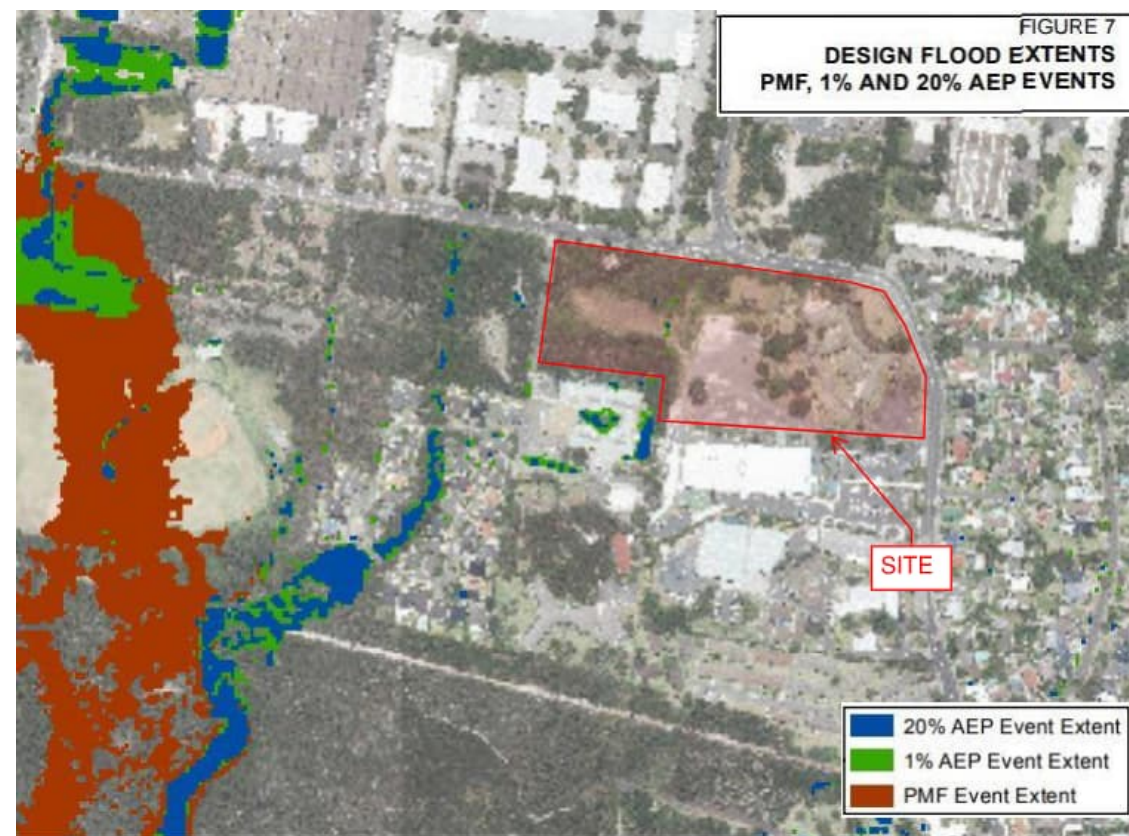 FIGURE 7
DESIGN FLOOD EXTENTS
PMF, 1% AND 20% AEP EVENTS
SITE
20% AEP Event Extent
1% AEP Event Extent
PMF Event Extent